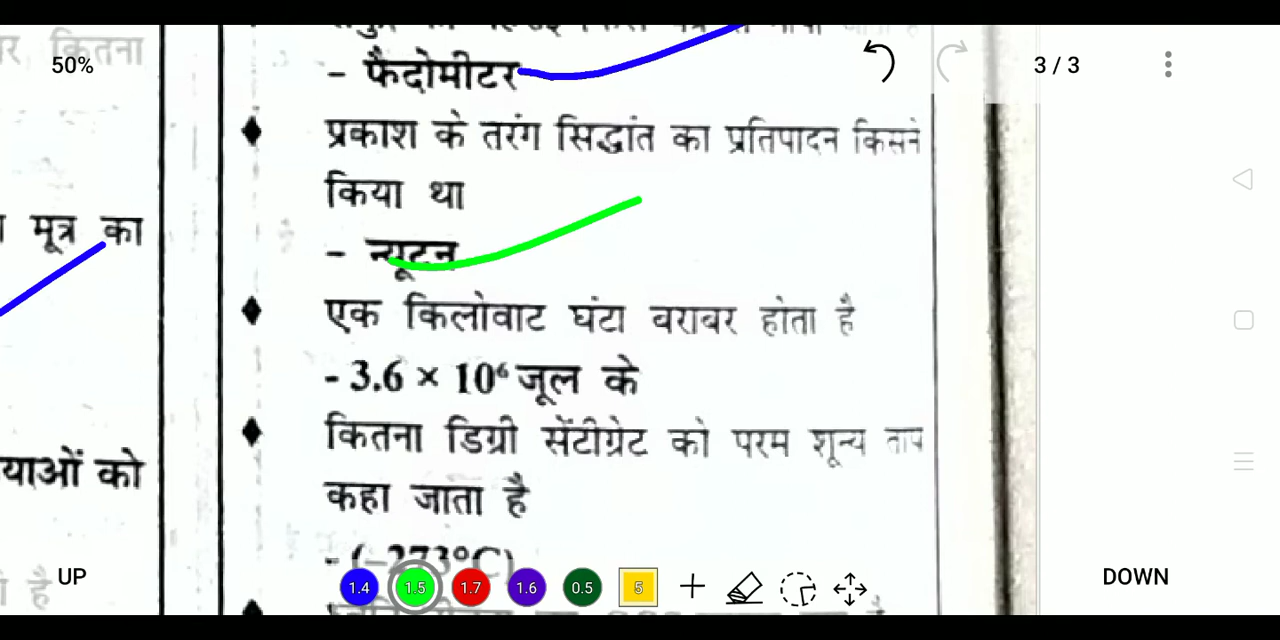 र कितना
50%
3 / 3
- फैदोमीटर
प्रकाश के तरंग सिद्धांत का प्रतिपादन किसने
किया था
मूत्र का
- न्यूटन
एक किलोवाट घंटा बराबर होता है
- 3.6 × 10⁶ जूल के
कितना डिग्री सेंटीग्रेट को परम शून्य ताप
याओं को
कहा जाता है
- (–273°C)
है
UP
1.4
1.5
1.7
1.6
0.5
5
DOWN